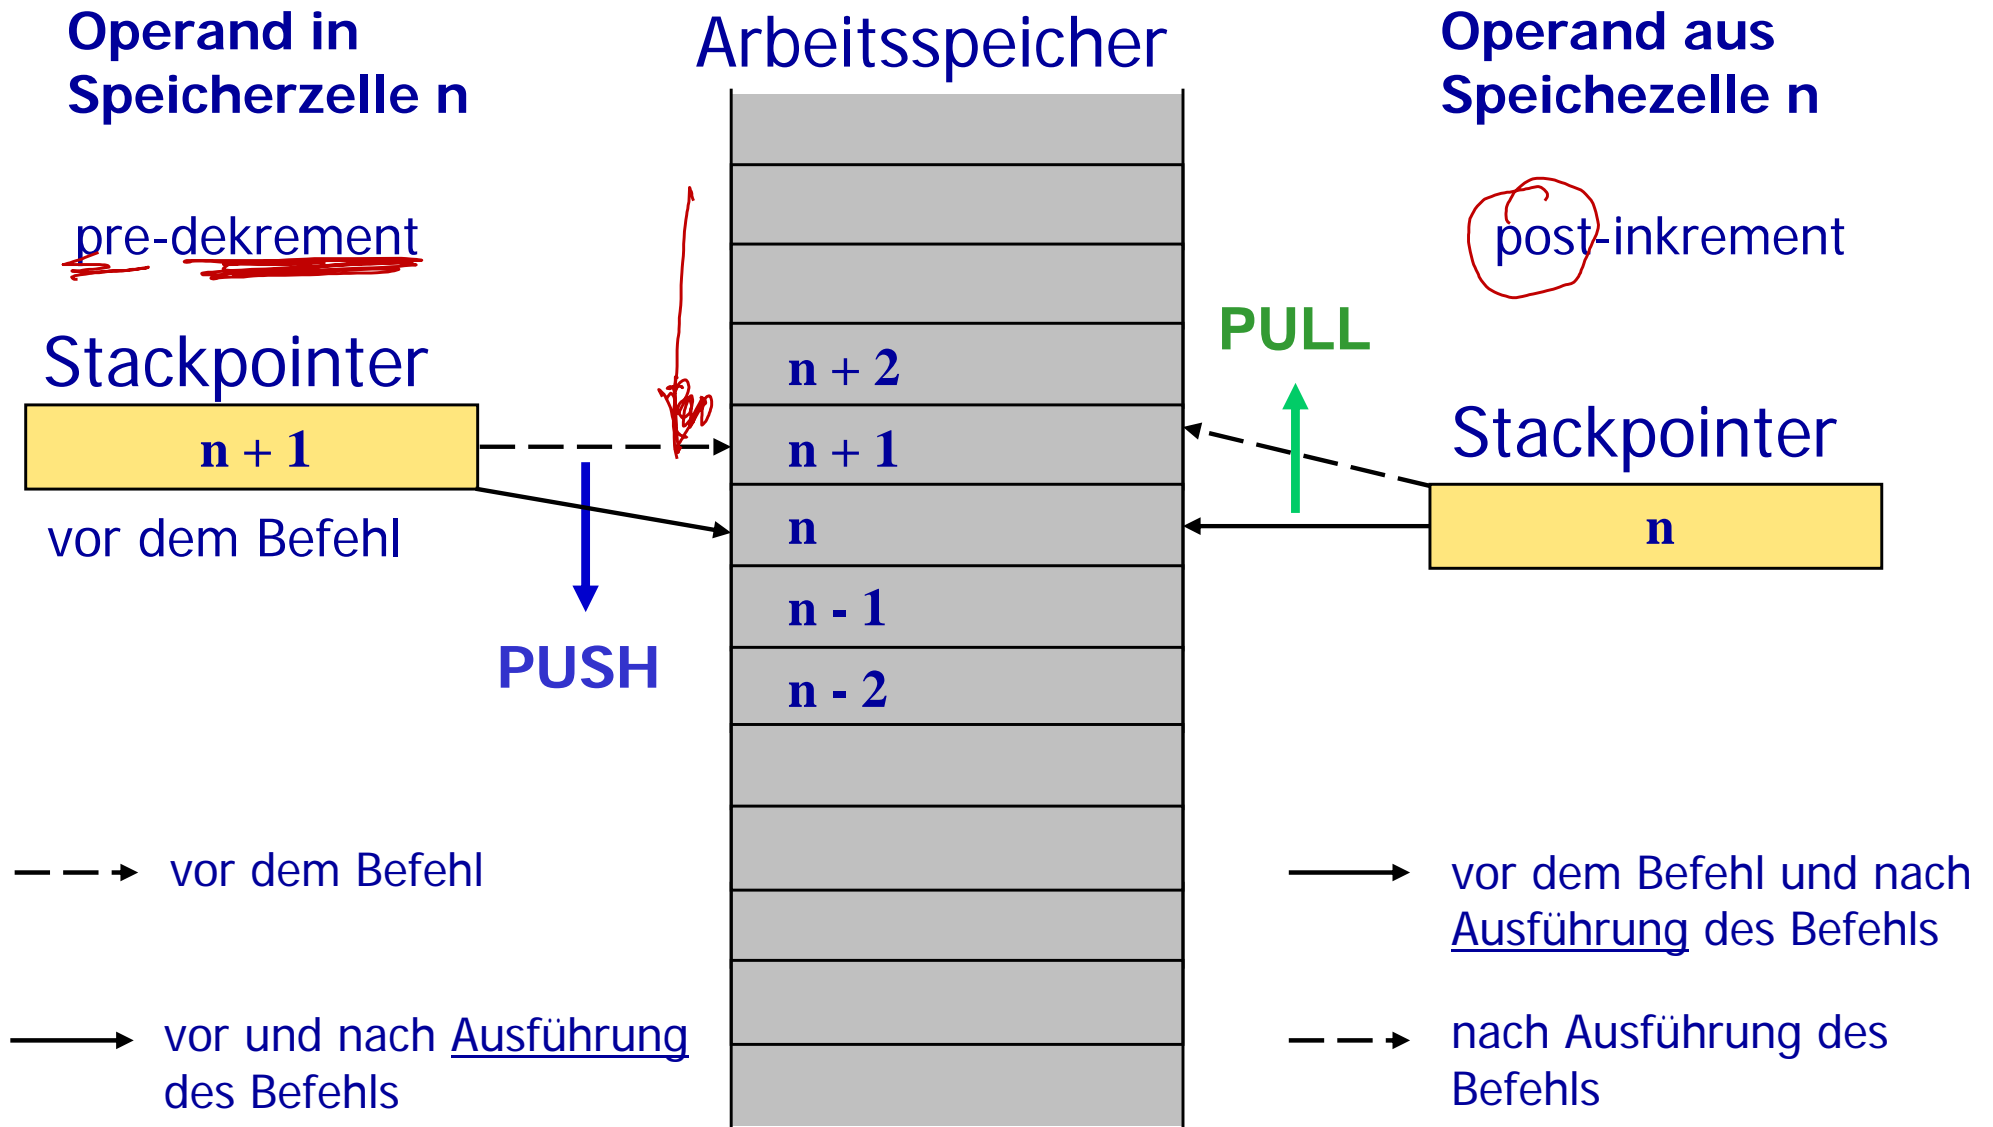 Operand in
Speicherzelle n
pre-dekrement
Stackpointer
n + 1
vor dem Befehl
PUSH
Arbeitsspeicher
n + 2
n + 1
n
n - 1
n - 2
Operand aus
Speichezelle n
post-inkrement
PULL
Stackpointer
n
vor dem Befehl
vor und nach Ausführung
des Befehls
vor dem Befehl und nach
Ausführung des Befehls
nach Ausführung des
Befehls